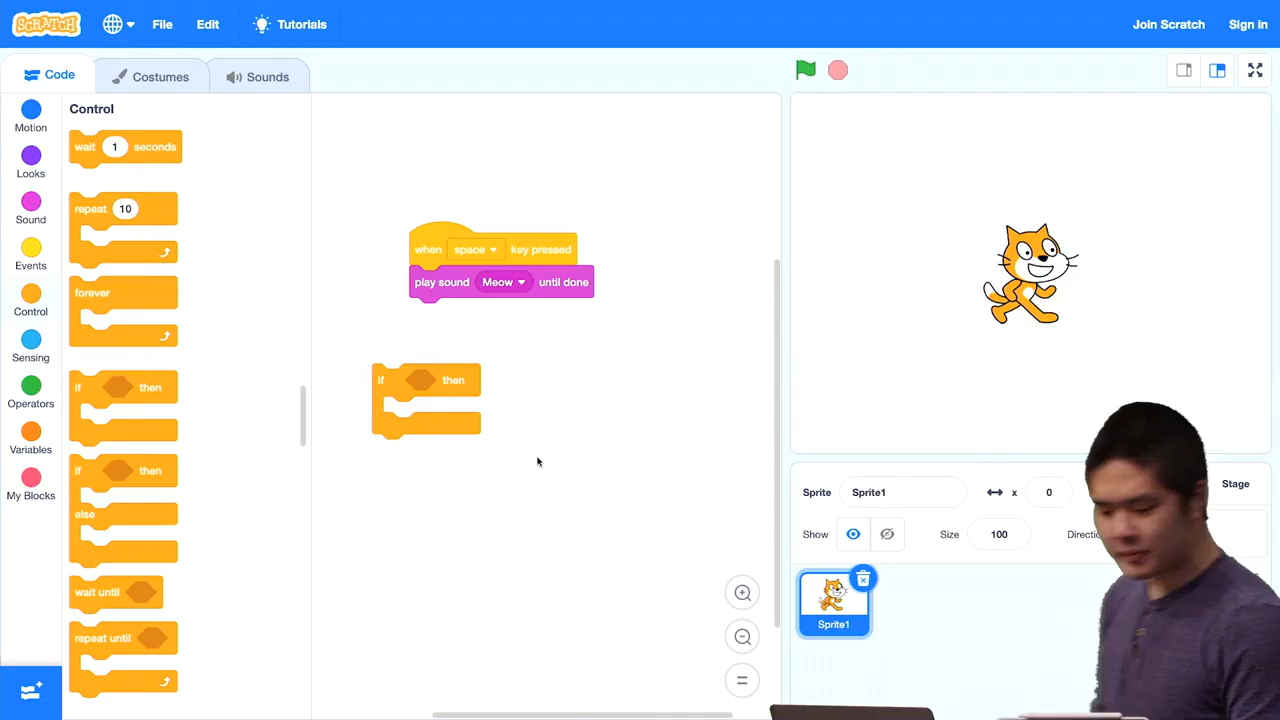 SCRATCH
File
Edit
Tutorials
Join Scratch
Sign in
Code
Costumes
Sounds
Motion
Looks
Sound
Events
Control
Sensing
Operators
Variables
My Blocks
Control
wait 1 seconds
repeat 10
forever
if then
if then
else
wait until
repeat until
when space key pressed
play sound Meow until done
if then
Sprite Sprite1 x 0
Show Size 100
Sprite1
Stage